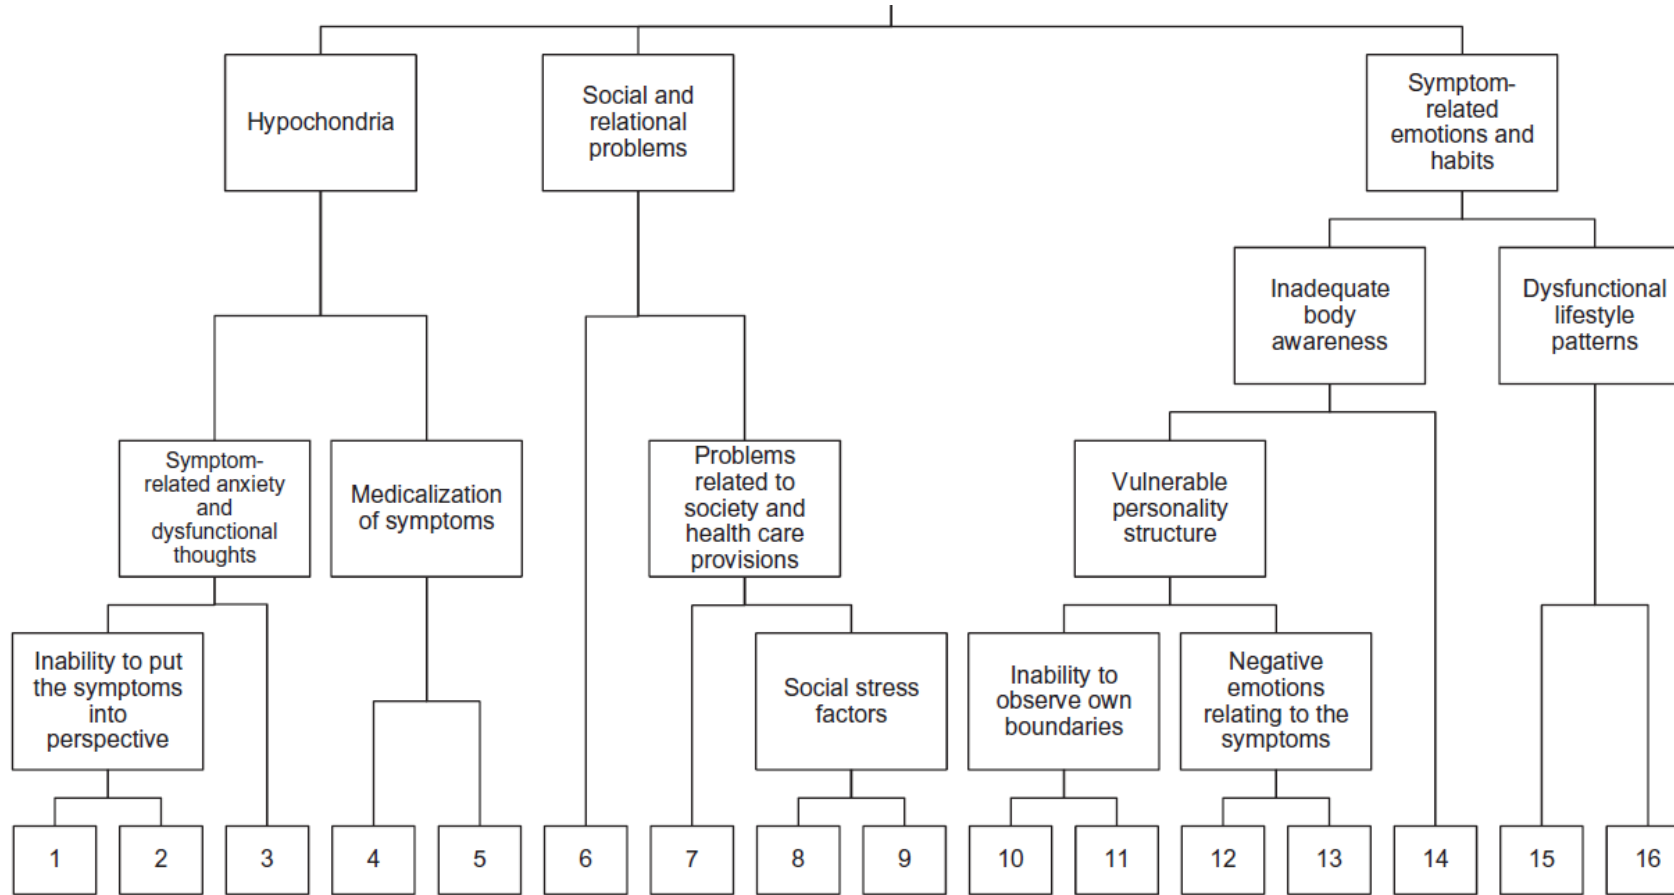 Hypochondria
Social and
relational
problems
Symptom-
related
emotions and
habits
Inadequate
body
awareness
Dysfunctional
lifestyle
patterns
Symptom-
related anxiety
and
dysfunctional
thoughts
Medicalization
of symptoms
Problems
related to
society and
health care
provisions
Vulnerable
personality
structure
Inability to put
the symptoms
into
perspective
Social stress
factors
Inability to
observe own
boundaries
Negative
emotions
relating to the
symptoms
1
2
3
4
5
6
7
8
9
10
11
12
13
14
15
16